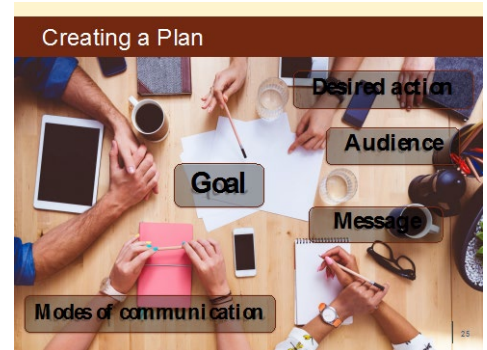 Creating a Plan
Desired action
Audience
Goal
Message
Modes of communication
25